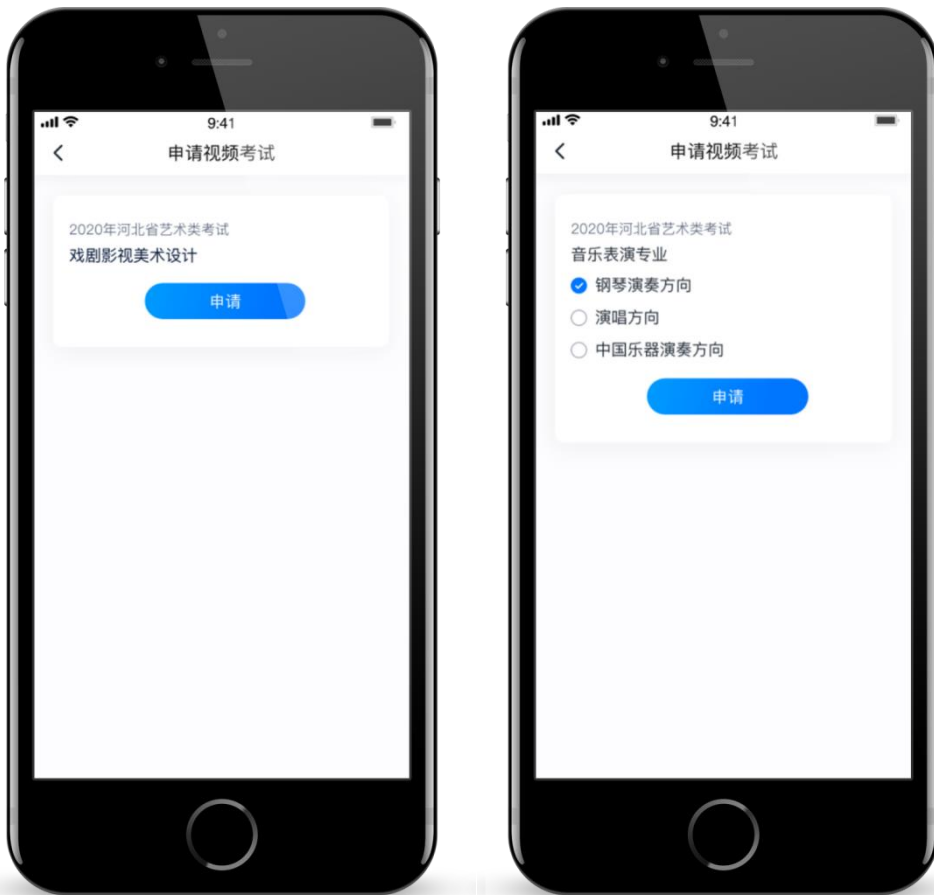 9:41
申请视频考试
2020年河北省艺术类考试
戏剧影视美术设计
申请
9:41
申请视频考试
2020年河北省艺术类考试
音乐表演专业
钢琴演奏方向
演唱方向
中国乐器演奏方向
申请